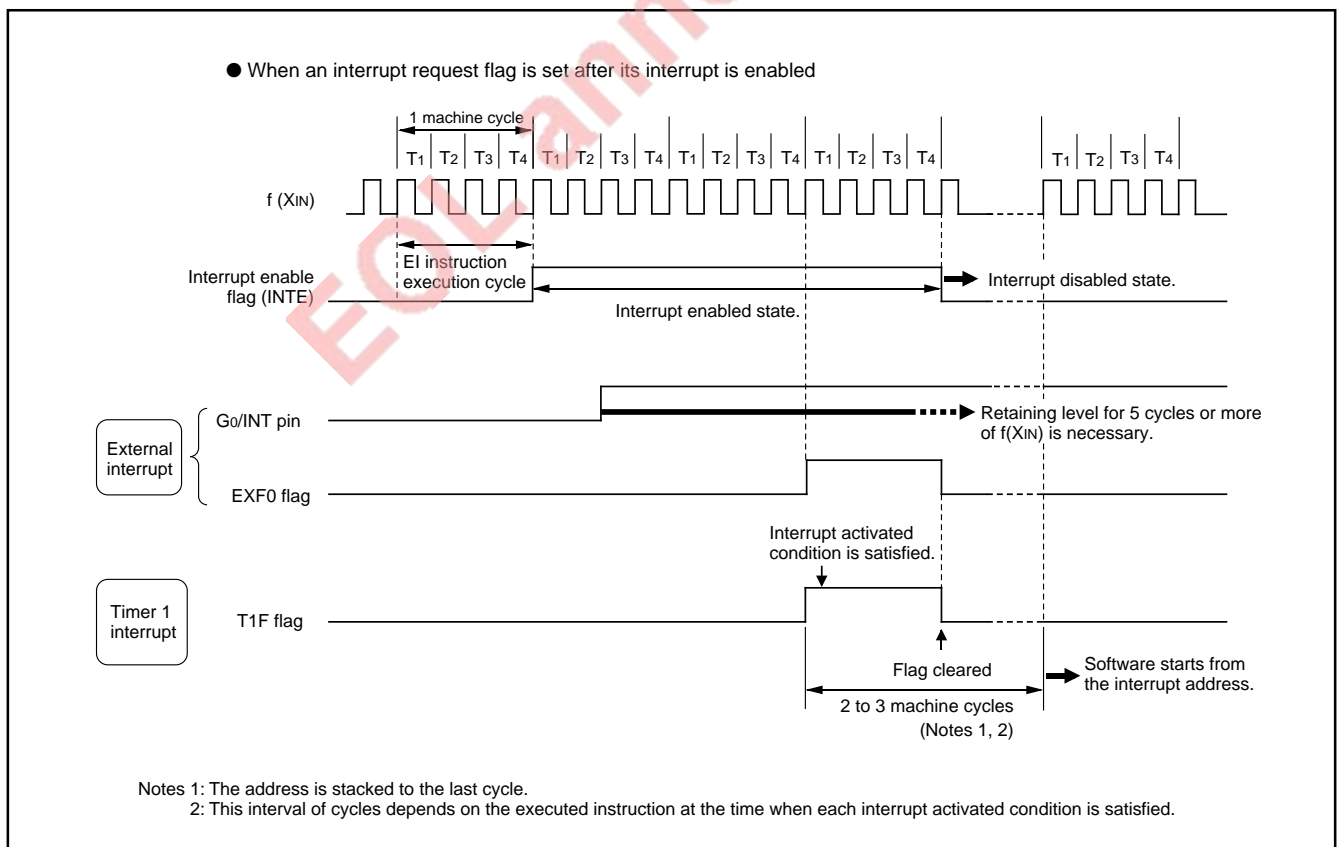 EOL ann
● When an interrupt request flag is set after its interrupt is enabled
1 machine cycle
T1 T2 T3 T4 T1 T2 T3 T4 T1 T2 T3 T4 T1 T2 T3 T4 T1 T2 T3 T4
f (XIN)
EI instruction
execution cycle
Interrupt enable
flag (INTE)
Interrupt enabled state.
Interrupt disabled state.
External
interrupt
G0/INT pin
Retaining level for 5 cycles or more
of f(XIN) is necessary.
EXF0 flag
Interrupt activated
condition is satisfied.
Timer 1
interrupt
T1F flag
Flag cleared
2 to 3 machine cycles
(Notes 1, 2)
Software starts from
the interrupt address.
Notes 1: The address is stacked to the last cycle.
2: This interval of cycles depends on the executed instruction at the time when each interrupt activated condition is satisfied.